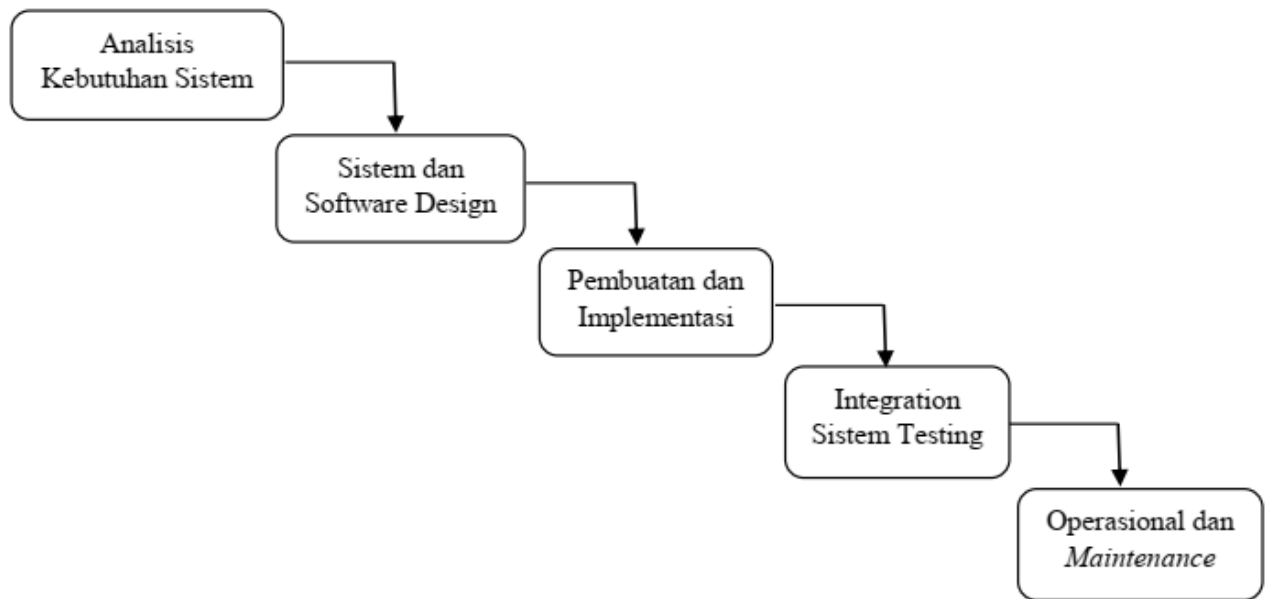 Analisis
Kebutuhan Sistem
Sistem dan
Software Design
Pembuatan dan
Implementasi
Integration
Sistem Testing
Operasional dan
Maintenance